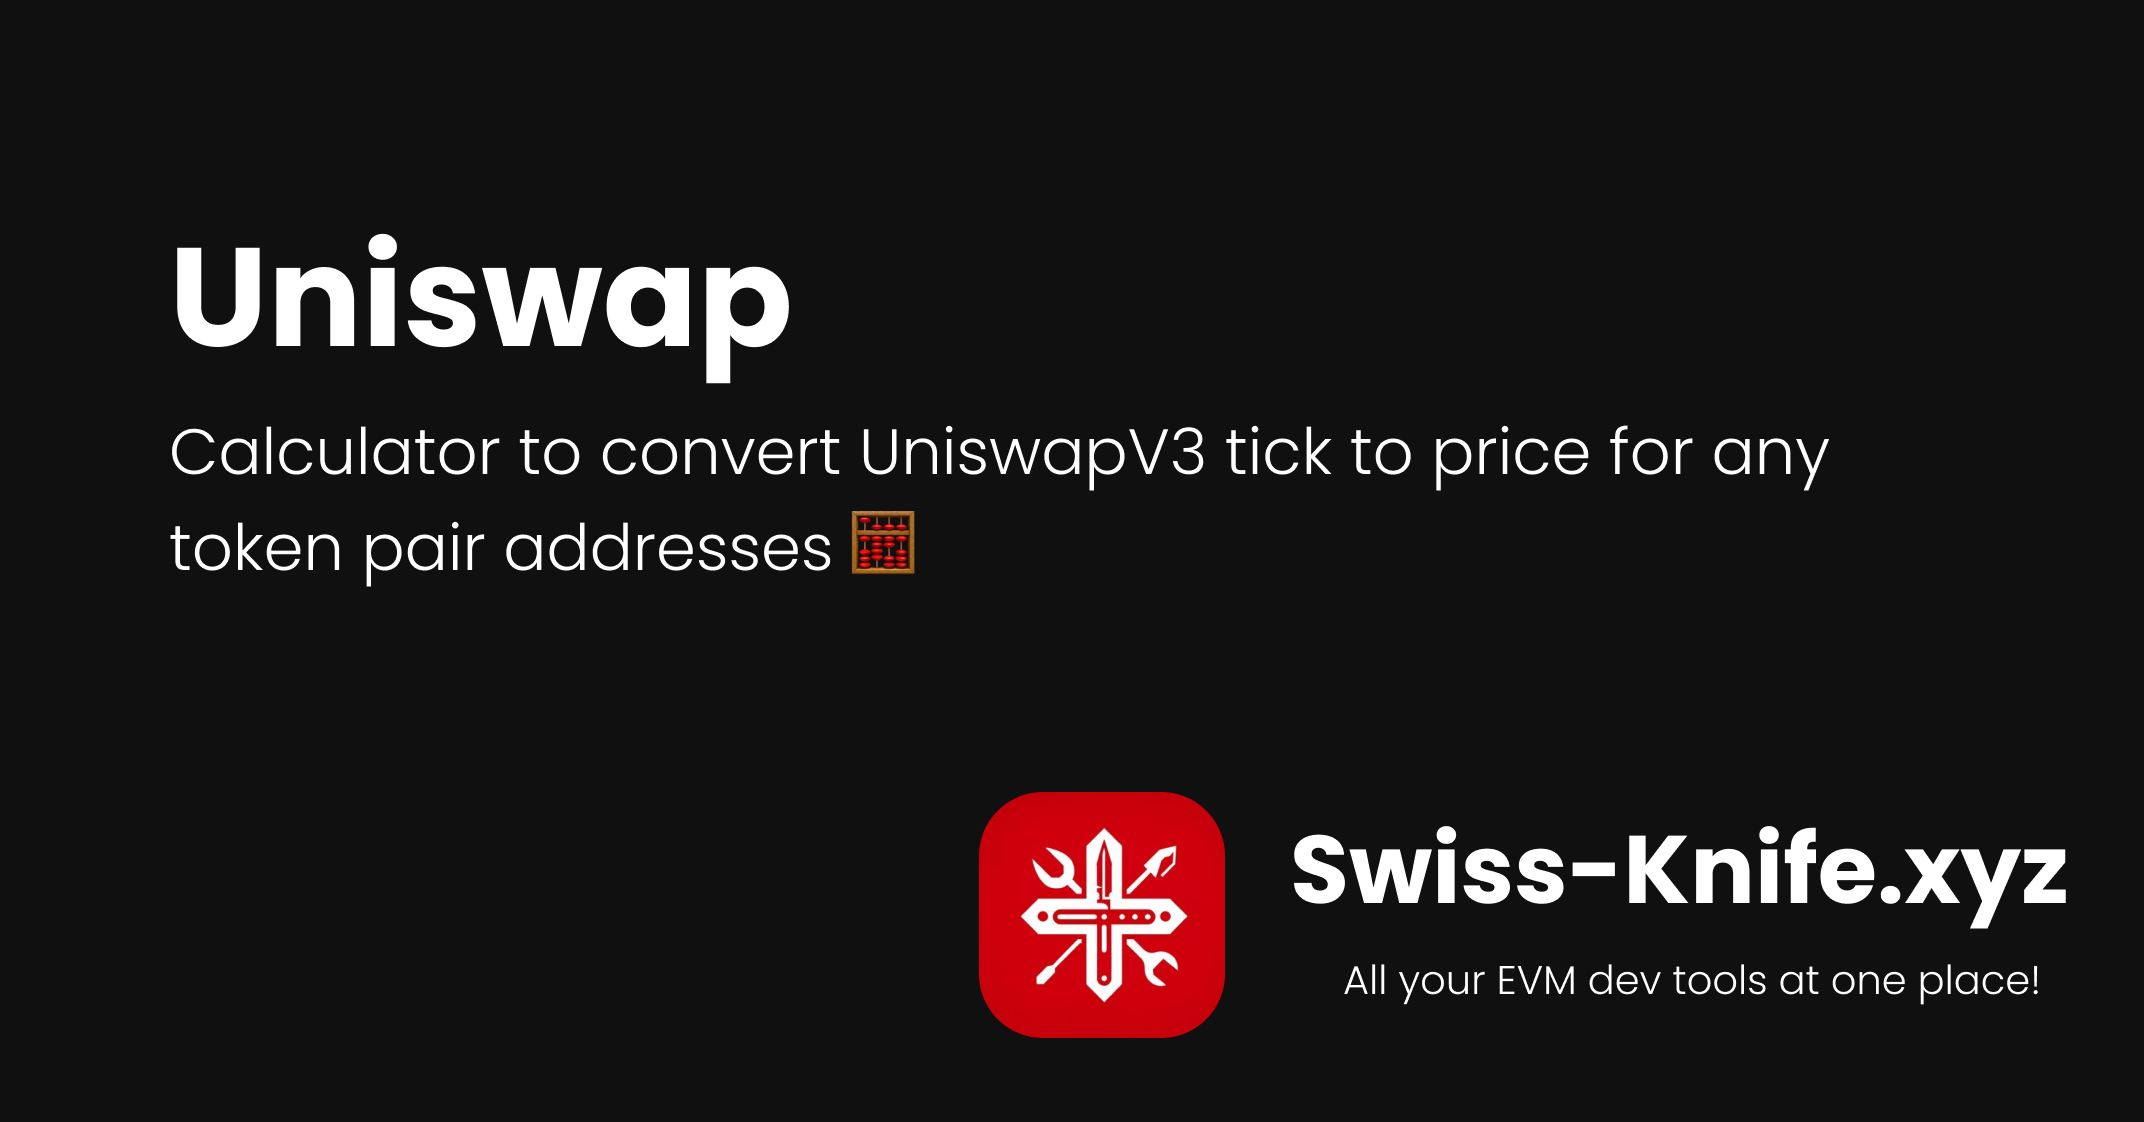 Uniswap
Calculator to convert UniswapV3 tick to price for any
token pair addresses 🧮
Swiss-Knife.xyz
All your EVM dev tools at one place!